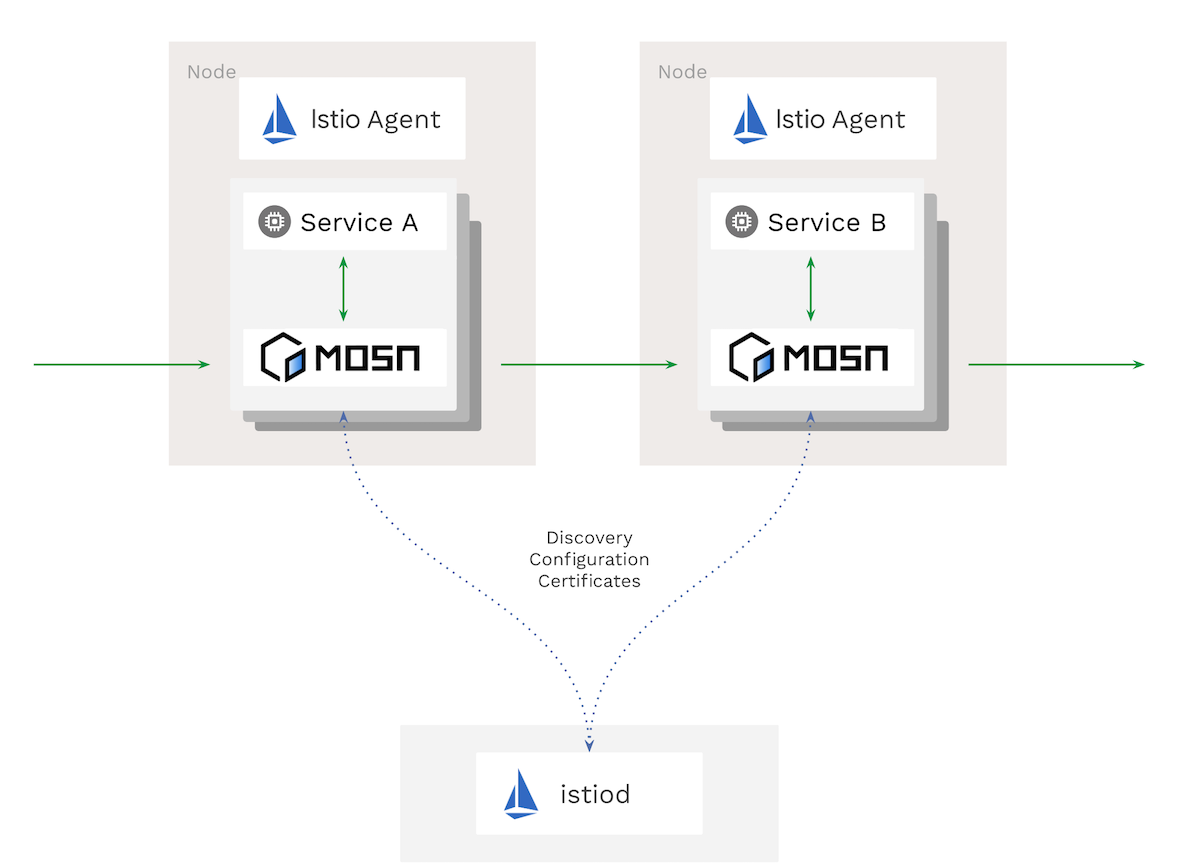 Node
Istio Agent
Service A
MOSN
Node
Istio Agent
Service B
MOSN
Discovery
Configuration
Certificates
istiod